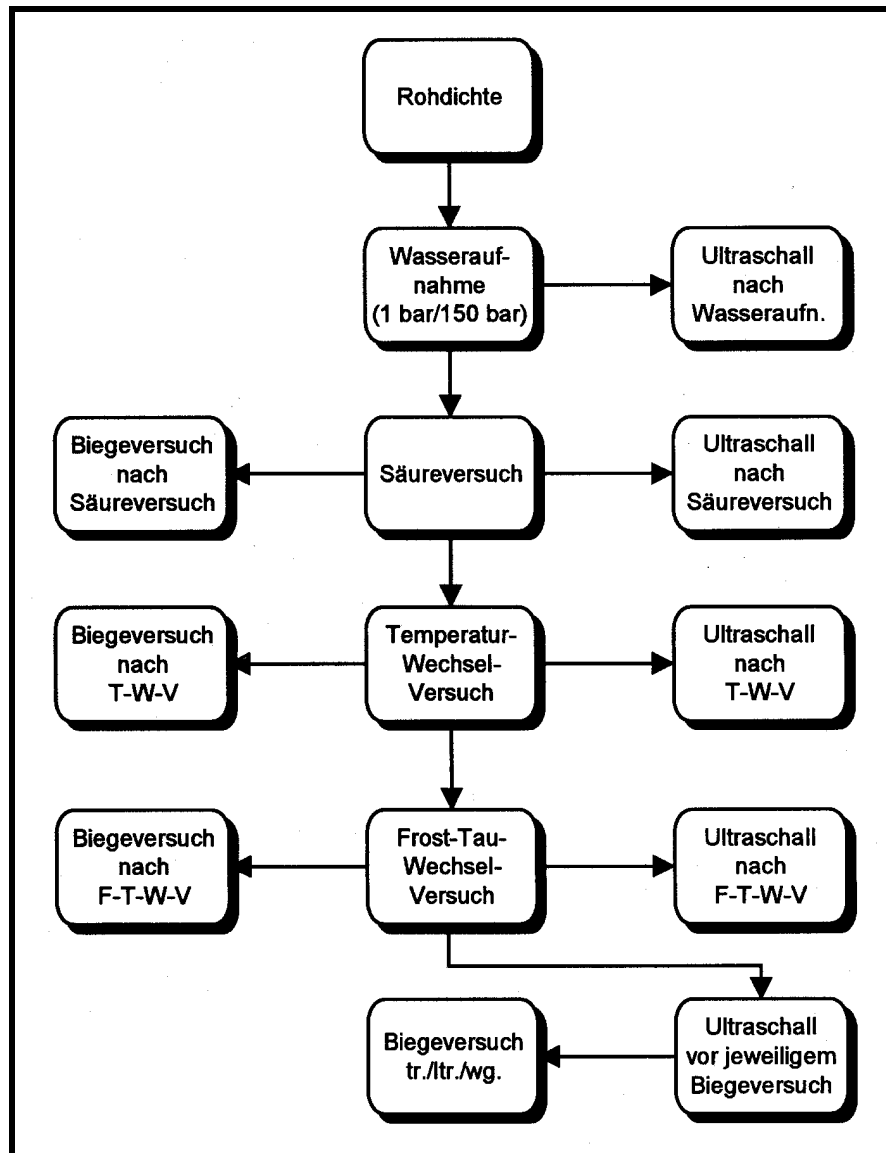 Rohdichte
Wasserauf-
nahme
(1 bar/150 bar)
Ultraschall
nach
Wasseraufn.
Biegeversuch
nach
Säureversuch
Säureversuch
Ultraschall
nach
Säureversuch
Biegeversuch
nach
T-W-V
Temperatur-
Wechsel-
Versuch
Ultraschall
nach
T-W-V
Biegeversuch
nach
F-T-W-V
Frost-Tau-
Wechsel-
Versuch
Ultraschall
nach
F-T-W-V
Biegeversuch
tr./ltr./wg.
Ultraschall
vor jeweiligem
Biegeversuch